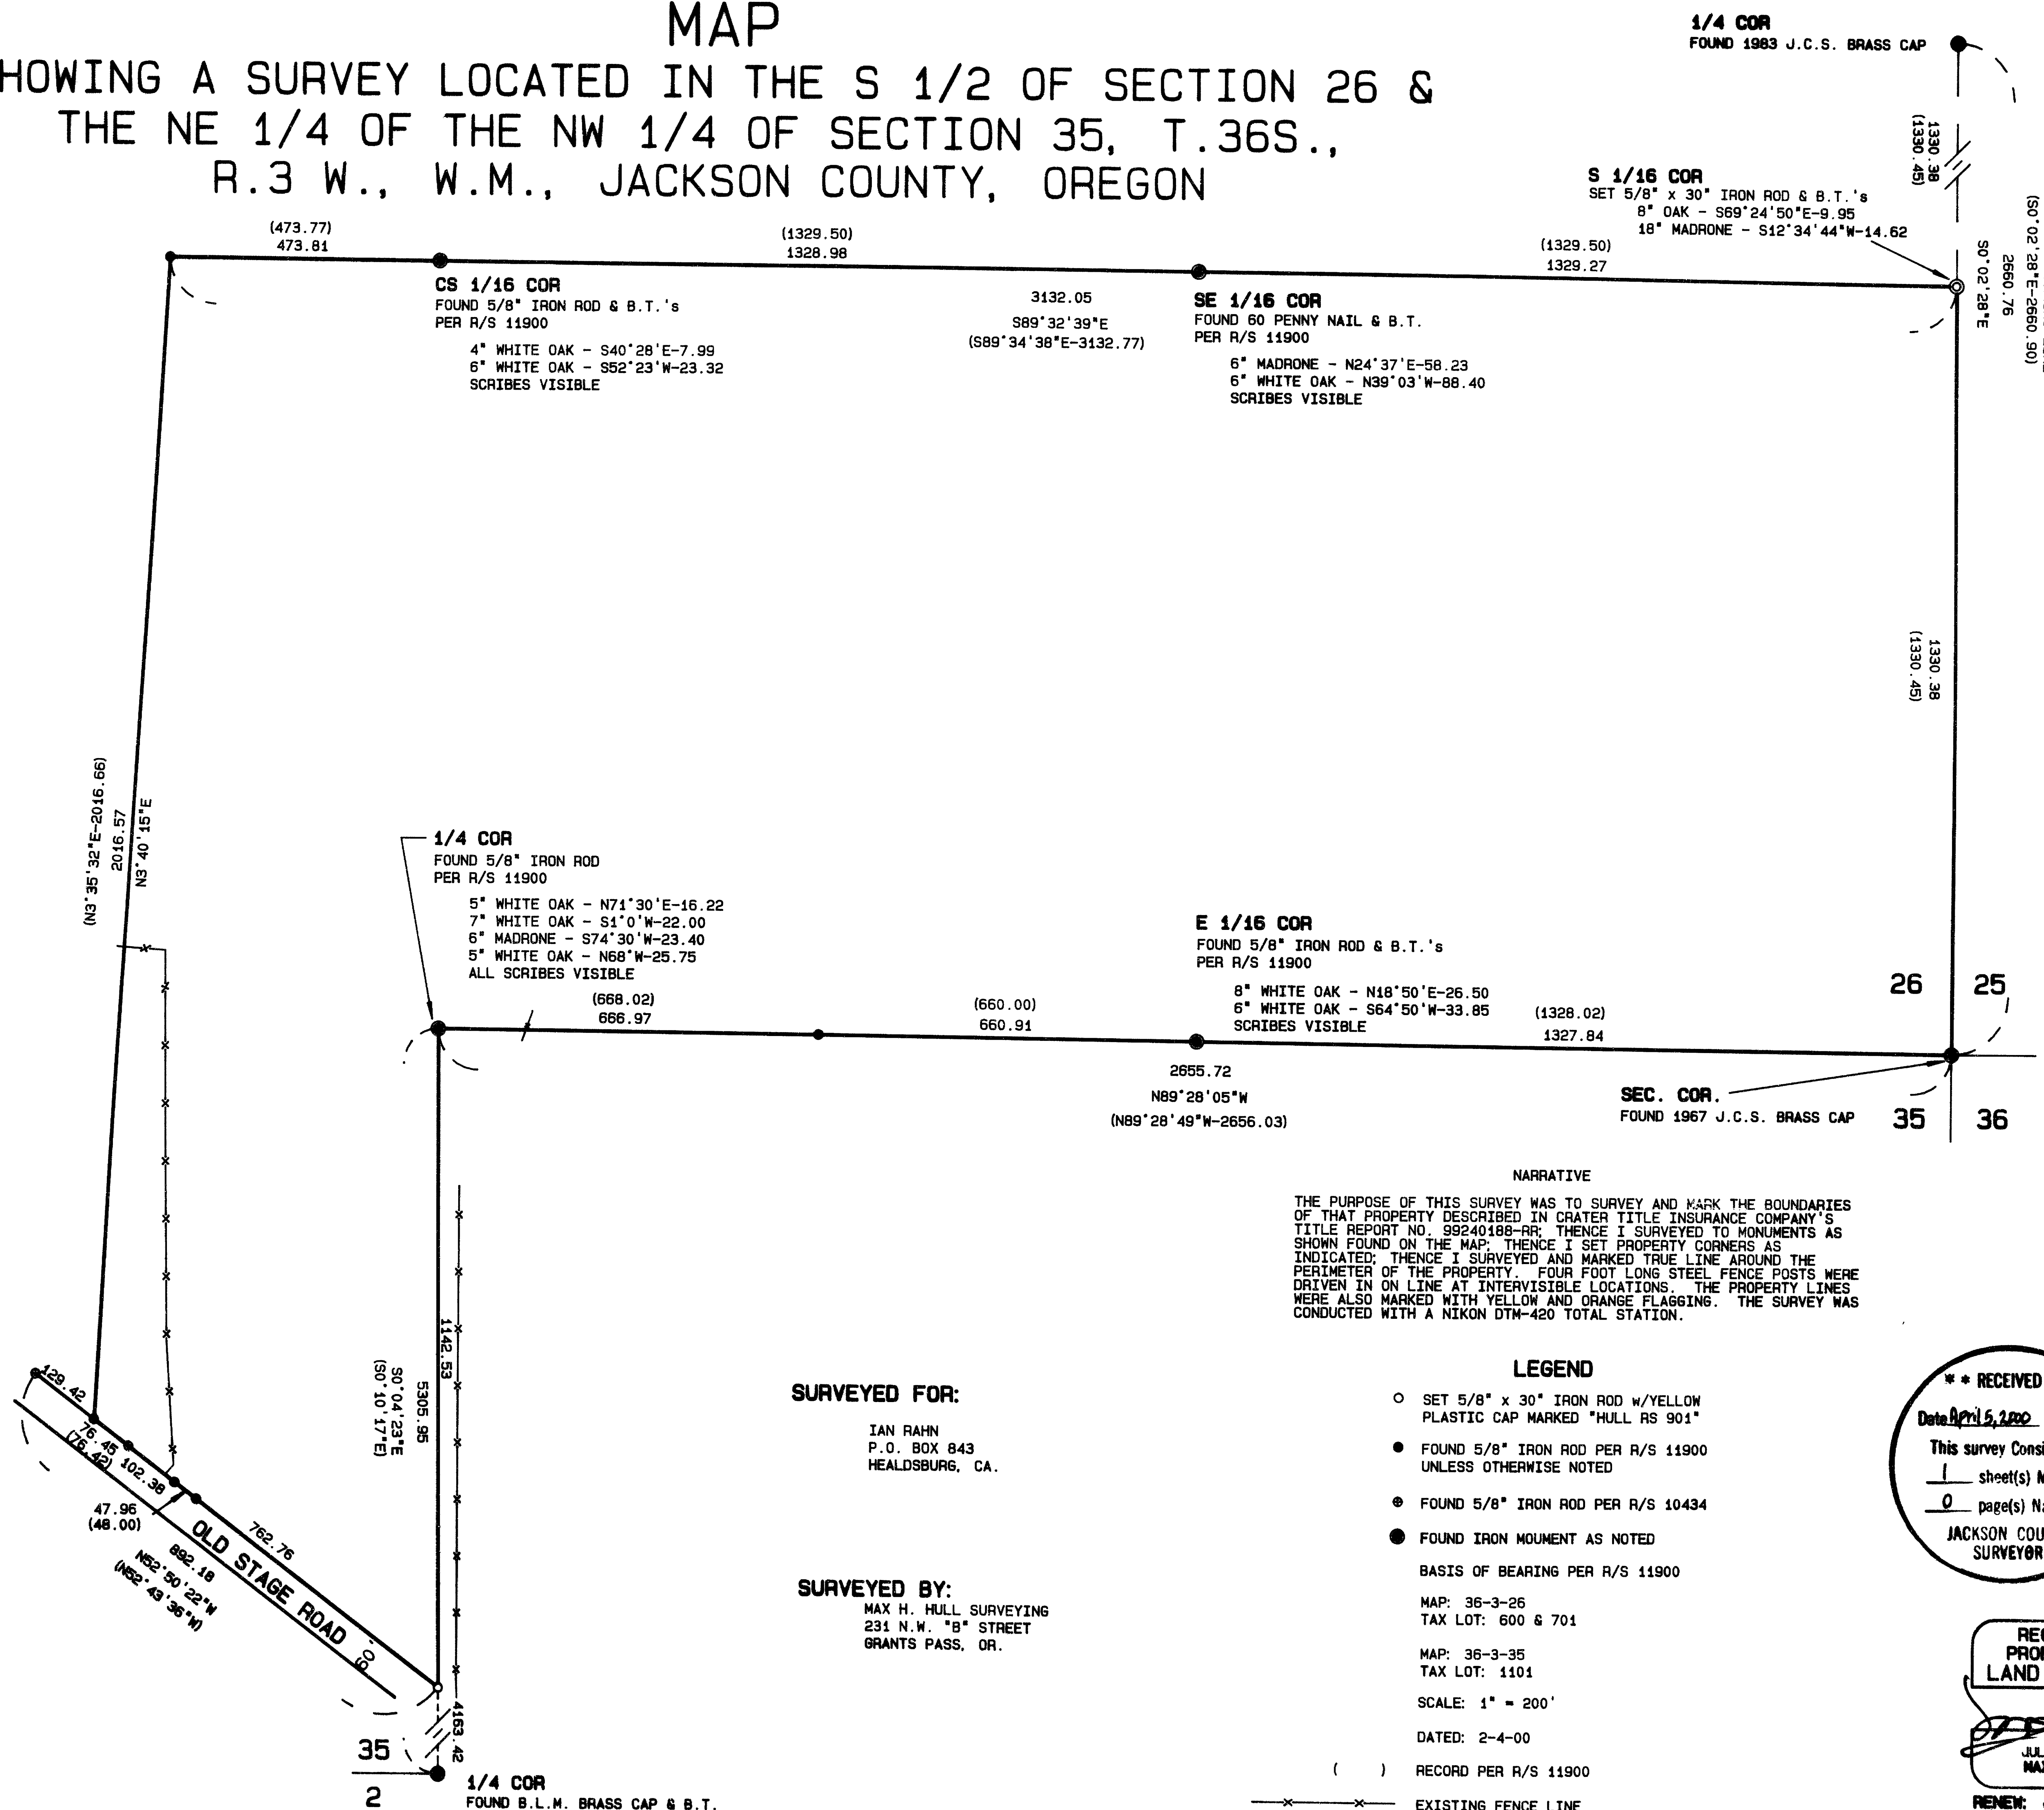 MAP
HOWING A SURVEY LOCATED IN THE S 1/2 OF SECTION 26 &
THE NE 1/4 OF THE NW 1/4 OF SECTION 35, T.36S.,
R.3 W., W.M., JACKSON COUNTY, OREGON
1/4 COR
FOUND 1983 J.C.S. BRASS CAP
1330.38
(1330.45)
S 1/16 COR
SET 5/8" x 30" IRON ROD & B.T.'s
8" OAK - S69°24'50"E-9.95
18" MADRONE - S12°34'44"W-14.62
(S0°02'28"E-2660.90)
2660.76
S0°02'28"E
(473.77)
473.81
(1329.50)
1328.98
(1329.50)
1329.27
CS 1/16 COR
FOUND 5/8" IRON ROD & B.T.'s
PER R/S 11900
4" WHITE OAK - S40°28'E-7.99
6" WHITE OAK - S52°23'W-23.32
SCRIBES VISIBLE
3132.05
S89°32'39"E
(S89°34'38"E-3132.77)
SE 1/16 COR
FOUND 60 PENNY NAIL & B.T.
PER R/S 11900
6" MADRONE - N24°37'E-58.23
6" WHITE OAK - N39°03'W-88.40
SCRIBES VISIBLE
1330.38
(1330.45)
(N3°35'32"E-2016.66)
2016.57
N3°40'15"E
1/4 COR
FOUND 5/8" IRON ROD
PER R/S 11900
5" WHITE OAK - N71°30'E-16.22
7" WHITE OAK - S1°0'W-22.00
6" MADRONE - S74°30'W-23.40
5" WHITE OAK - N68°W-25.75
ALL SCRIBES VISIBLE
E 1/16 COR
FOUND 5/8" IRON ROD & B.T.'s
PER R/S 11900
8" WHITE OAK - N18°50'E-26.50
6" WHITE OAK - S64°50'W-33.85
SCRIBES VISIBLE
(668.02)
666.97
(660.00)
660.91
(1328.02)
1327.84
26 25
2655.72
N89°28'05"W
(N89°28'49"W-2656.03)
SEC. COR.
FOUND 1967 J.C.S. BRASS CAP
35 36
NARRATIVE
THE PURPOSE OF THIS SURVEY WAS TO SURVEY AND MARK THE BOUNDARIES
OF THAT PROPERTY DESCRIBED IN CRATER TITLE INSURANCE COMPANY'S
TITLE REPORT NO. 99240188-RR; THENCE I SURVEYED TO MONUMENTS AS
SHOWN FOUND ON THE MAP; THENCE I SET PROPERTY CORNERS AS
INDICATED; THENCE I SURVEYED AND MARKED TRUE LINE AROUND THE
PERIMETER OF THE PROPERTY. FOUR FOOT LONG STEEL FENCE POSTS WERE
DRIVEN IN ON LINE AT INTERVISIBLE LOCATIONS. THE PROPERTY LINES
WERE ALSO MARKED WITH YELLOW AND ORANGE FLAGGING. THE SURVEY WAS
CONDUCTED WITH A NIKON DTM-420 TOTAL STATION.
1142.53
5305.95
S0°04'23"E
(S0°10'17"E)
129.42
76.45
(76.42)
102.38
47.96
(48.00)
762.76
OLD STAGE ROAD
60'
892.18
N52°50'22"W
(N52°43'36"W)
SURVEYED FOR:
IAN RAHN
P.O. BOX 843
HEALDSBURG, CA.
SURVEYED BY:
MAX H. HULL SURVEYING
231 N.W. "B" STREET
GRANTS PASS, OR.
LEGEND
SET 5/8" x 30" IRON ROD w/YELLOW
PLASTIC CAP MARKED "HULL RS 901"
FOUND 5/8" IRON ROD PER R/S 11900
UNLESS OTHERWISE NOTED
FOUND 5/8" IRON ROD PER R/S 10434
FOUND IRON MOUMENT AS NOTED
BASIS OF BEARING PER R/S 11900
MAP: 36-3-26
TAX LOT: 600 & 701
MAP: 36-3-35
TAX LOT: 1101
SCALE: 1" = 200'
DATED: 2-4-00
( ) RECORD PER R/S 11900
EXISTING FENCE LINE
* * RECEIVED
Date April 5, 2000
This survey Consi
1 sheet(s) M
0 page(s) Na
JACKSON COU
SURVEYOR
REG
PROF
LAND
JUL
MAX
RENEW:
4163.42
35
2
1/4 COR
FOUND B.L.M. BRASS CAP & B.T.